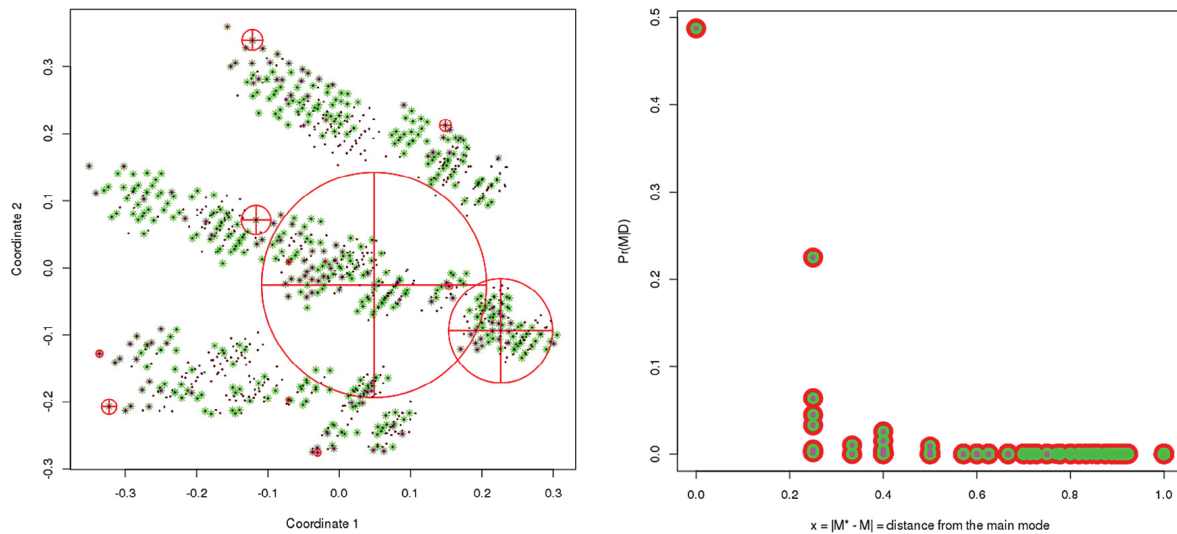 0.3
0.2
0.1
0.0
-0.1
-0.2
-0.3
Coordinate 2
-0.3 -0.2 -0.1 0.0 0.1 0.2 0.3
Coordinate 1
0.5
0.4
0.3
0.2
0.1
0.0
Pr(M|D)
0.0 0.2 0.4 0.6 0.8 1.0
x = |M* - M| = distance from the main mode